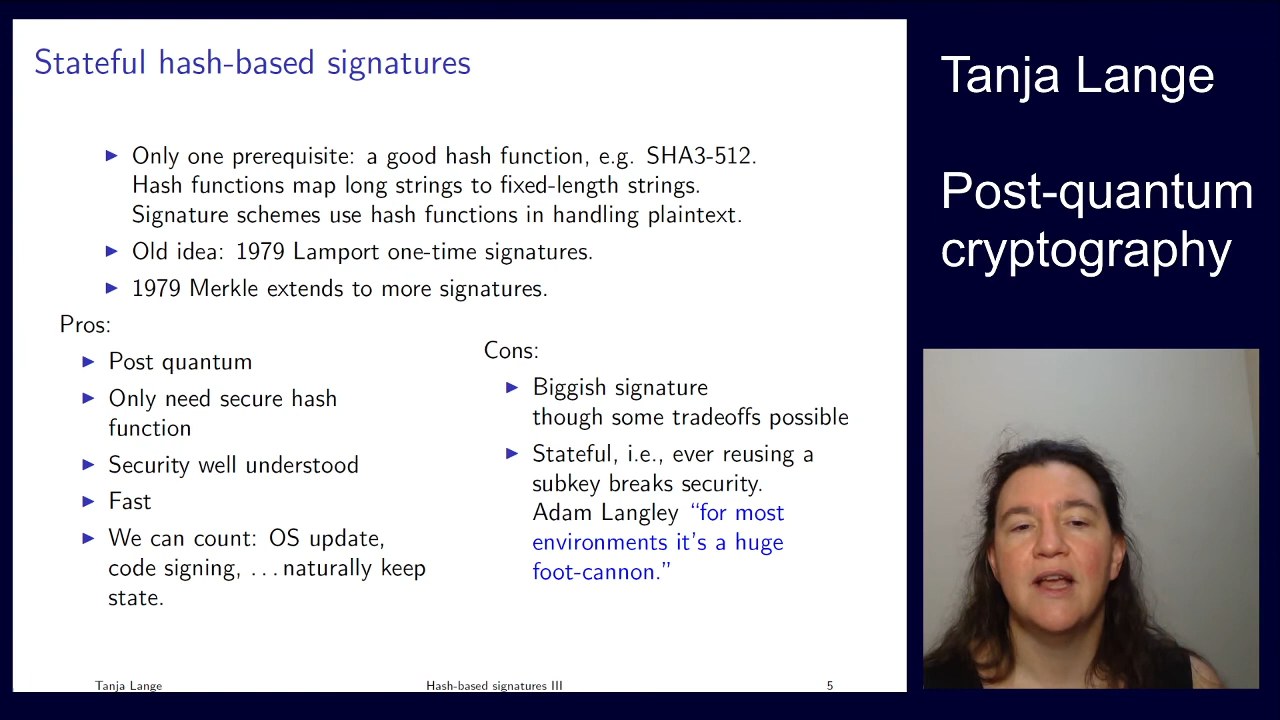 Stateful hash-based signatures
▶ Only one prerequisite: a good hash function, e.g. SHA3-512.
Hash functions map long strings to fixed-length strings.
Signature schemes use hash functions in handling plaintext.
▶ Old idea: 1979 Lamport one-time signatures.
▶ 1979 Merkle extends to more signatures.
Pros:
▶ Post quantum
▶ Only need secure hash
function
▶ Security well understood
▶ Fast
▶ We can count: OS update,
code signing, ...naturally keep
state.
Cons:
▶ Biggish signature
though some tradeoffs possible
▶ Stateful, i.e., ever reusing a
subkey breaks security.
Adam Langley “for most
environments it’s a huge
foot-cannon.”
Tanja Lange
Hash-based signatures III
5
Tanja Lange
Post-quantum
cryptography